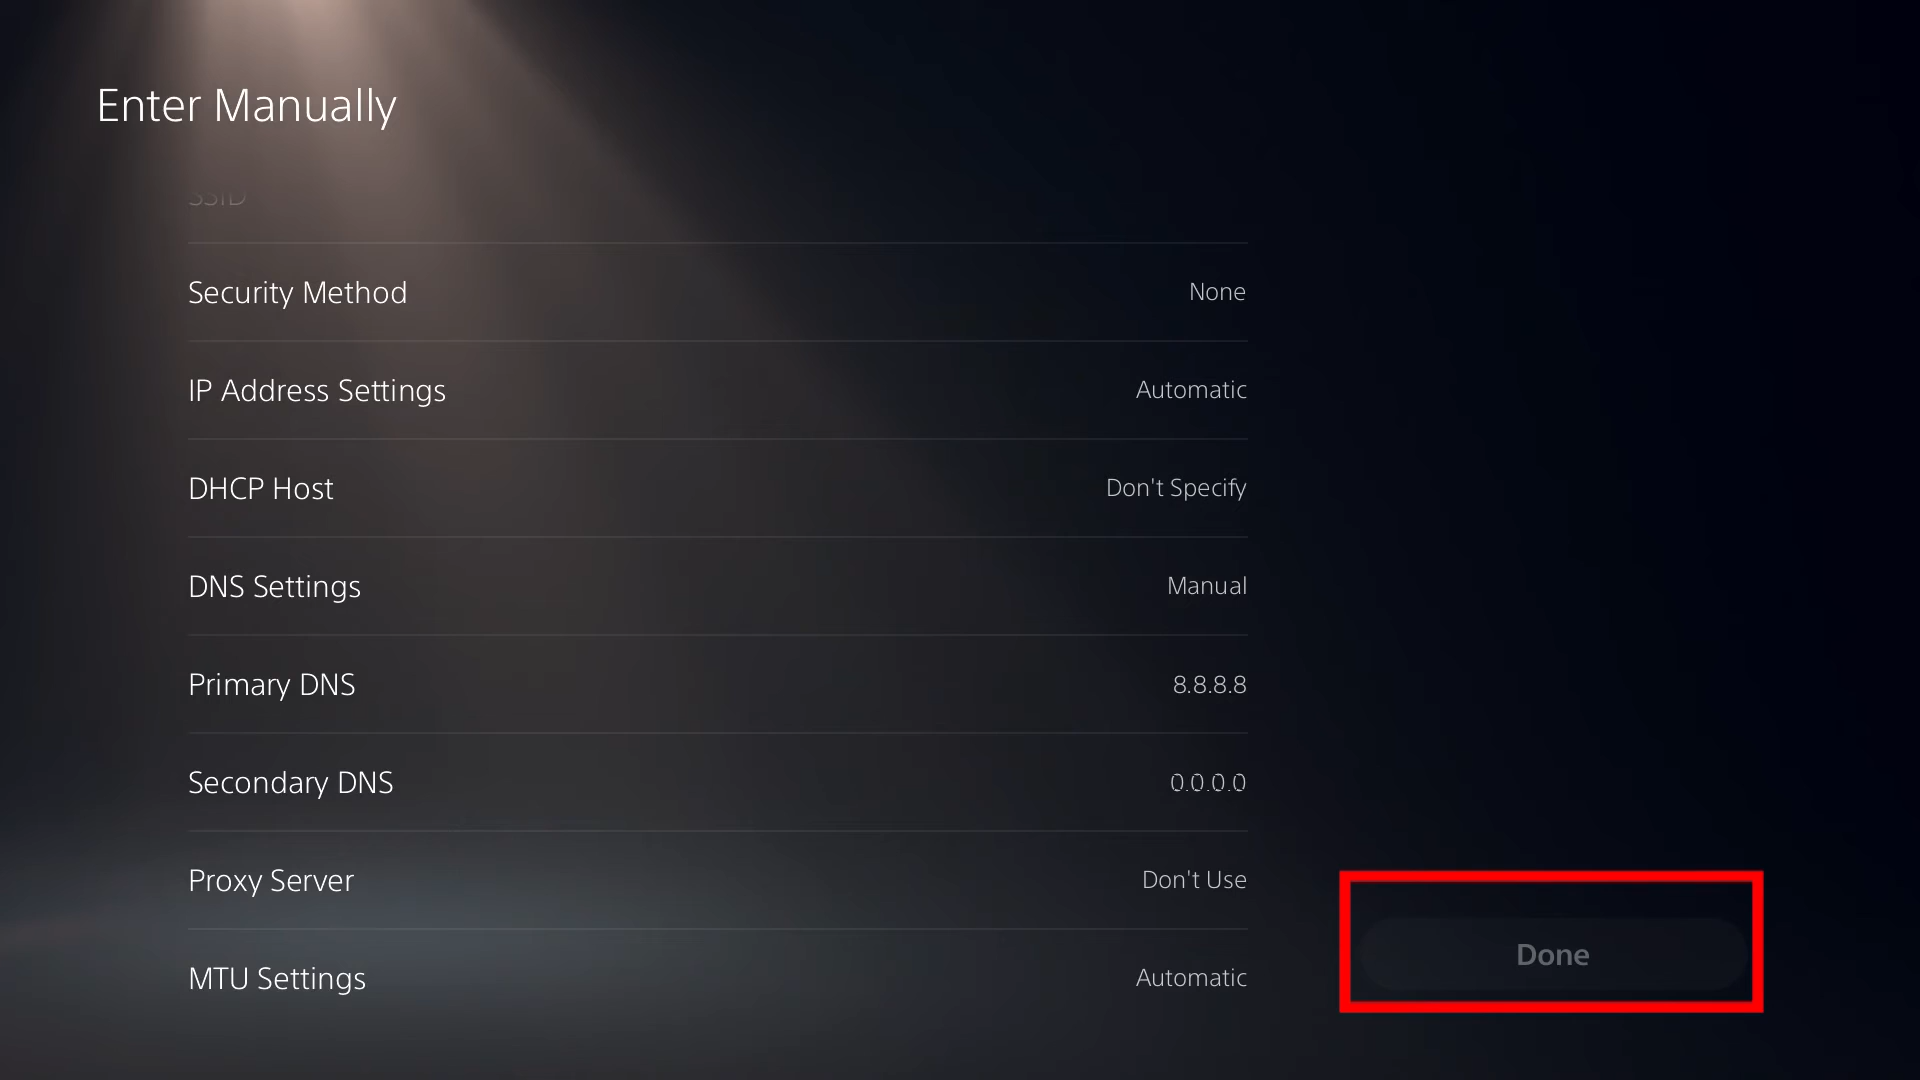 Enter Manually
SSID
Security Method None
IP Address Settings Automatic
DHCP Host Don't Specify
DNS Settings Manual
Primary DNS 8.8.8.8
Secondary DNS 0.0.0.0
Proxy Server Don't Use
MTU Settings Automatic
Done